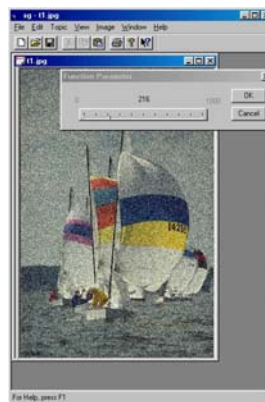 sg - t1.jpg
File Edit Topic View Image Window Help
t1.jpg
Function Parameter
0 216 1000
OK
Cancel
For Help, press F1